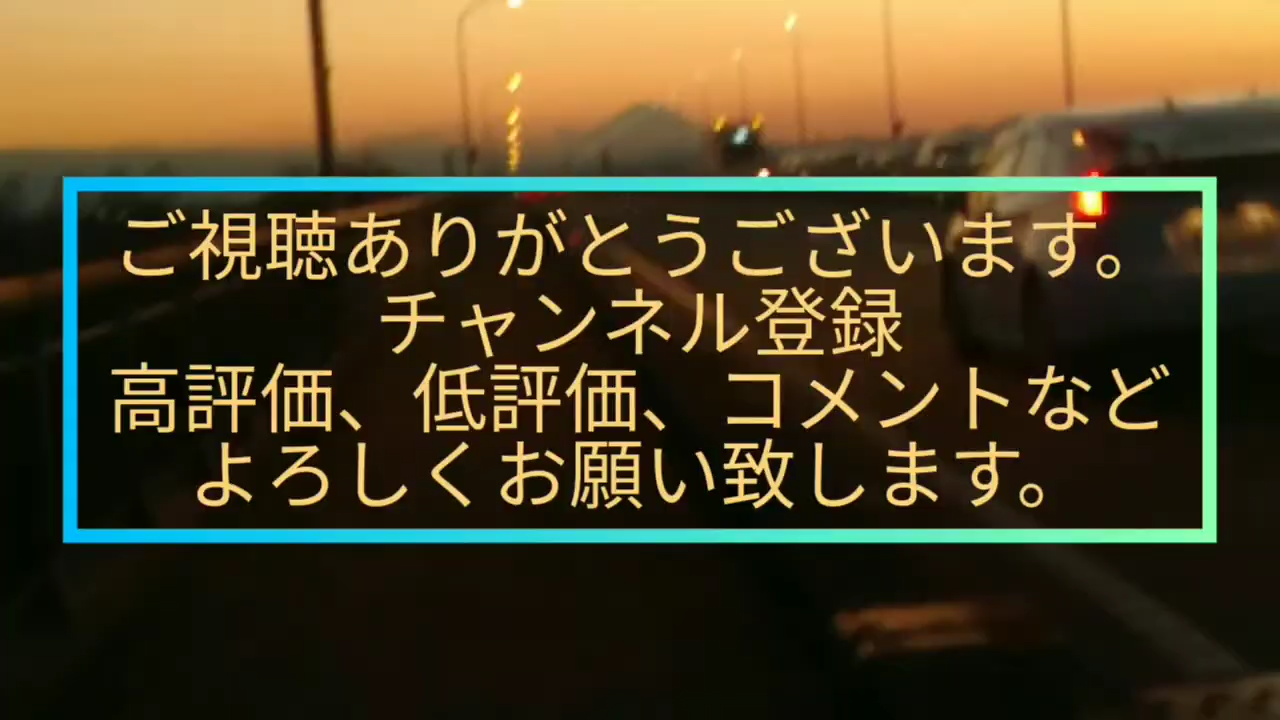 ご視聴ありがとうございます。
チャンネル登録
高評価、低評価、コメントなど
よろしくお願い致します。